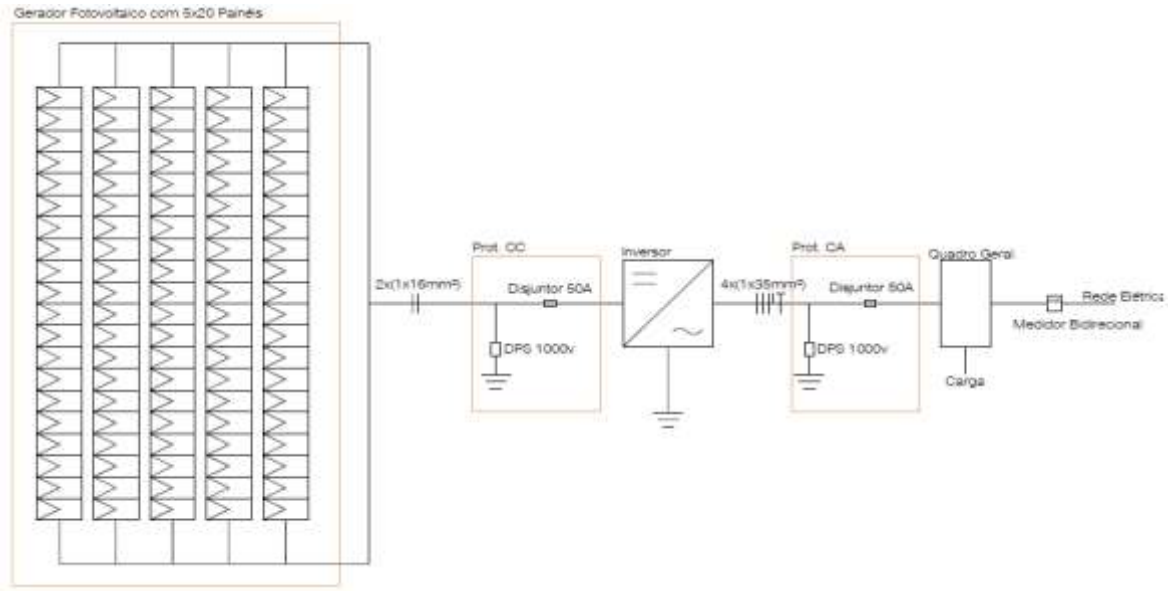 Gerador Fotovoltaico com 5x20 Painéis
Prot. CC
Inversor
Prot. CA
Quadro Geral
2x(1x16mm²)
Disjuntor 50A
4x(1x35mm²)
Disjuntor 50A
Rede Elétrica
Medidor Bidirecional
DPS 1000v
DPS 1000v
Carga